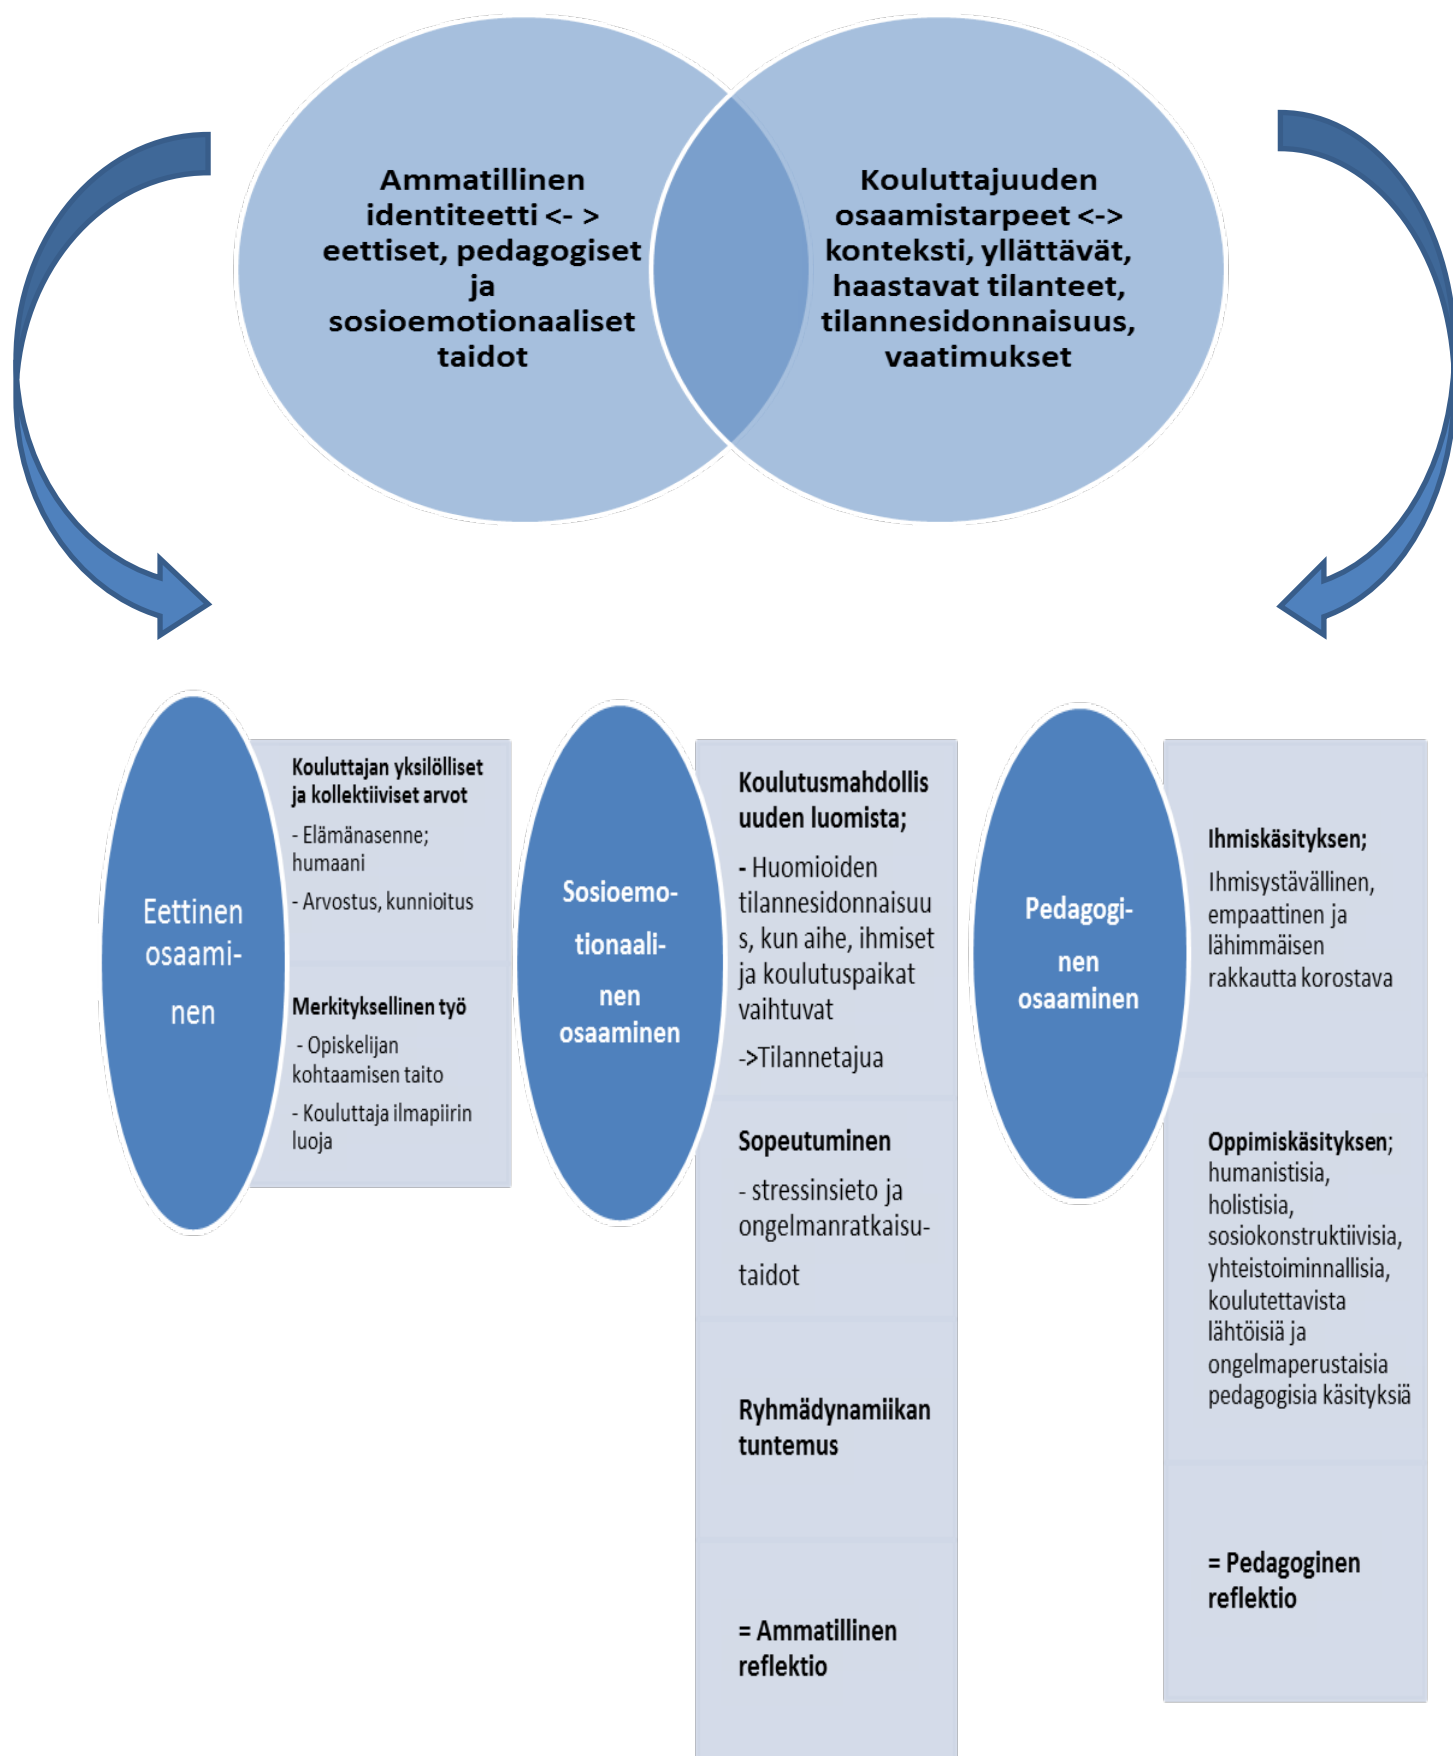 Ammatillinen
identiteetti <- >
eettiset, pedagogiset
ja
sosioemotionaaliset
taidot
Kouluttajuuden
osaamistarpeet <->
konteksti, yllättävät,
haastavat tilanteet,
tilannesidonnaisuus,
vaatimukset
Eettinen
osaami-
nen
Kouluttajan yksilölliset
ja kollektiiviset arvot
- Elämänasenne;
humaani
- Arvostus, kunnioitus
Merkityksellinen työ
- Opiskelijan
kohtaamisen taito
- Kouluttaja ilmapiirin
luoja
Sosioemo-
tionaali-
nen
osaaminen
Koulutusmahdollis
uuden luomista;
- Huomioiden
tilannesidonnaisuu
s, kun aihe, ihmiset
ja koulutuspaikat
vaihtuvat
->Tilannetajua
Sopeutuminen
- stressinsieto ja
ongelmanratkaisu-
taidot
Ryhmädynamiikan
tuntemus
= Ammatillinen
reflektio
Pedagogi-
nen
osaaminen
Ihmiskäsityksen;
Ihmisystävällinen,
empaattinen ja
lähimmäisen
rakkautta korostava
Oppimiskäsityksen;
humanistisia,
holistisia,
sosiokonstruktiivisia,
yhteistoiminnallisia,
koulutettavista
lähtöisiä ja
ongelmaperustaisia
pedagogisia käsityksiä
= Pedagoginen
reflektio